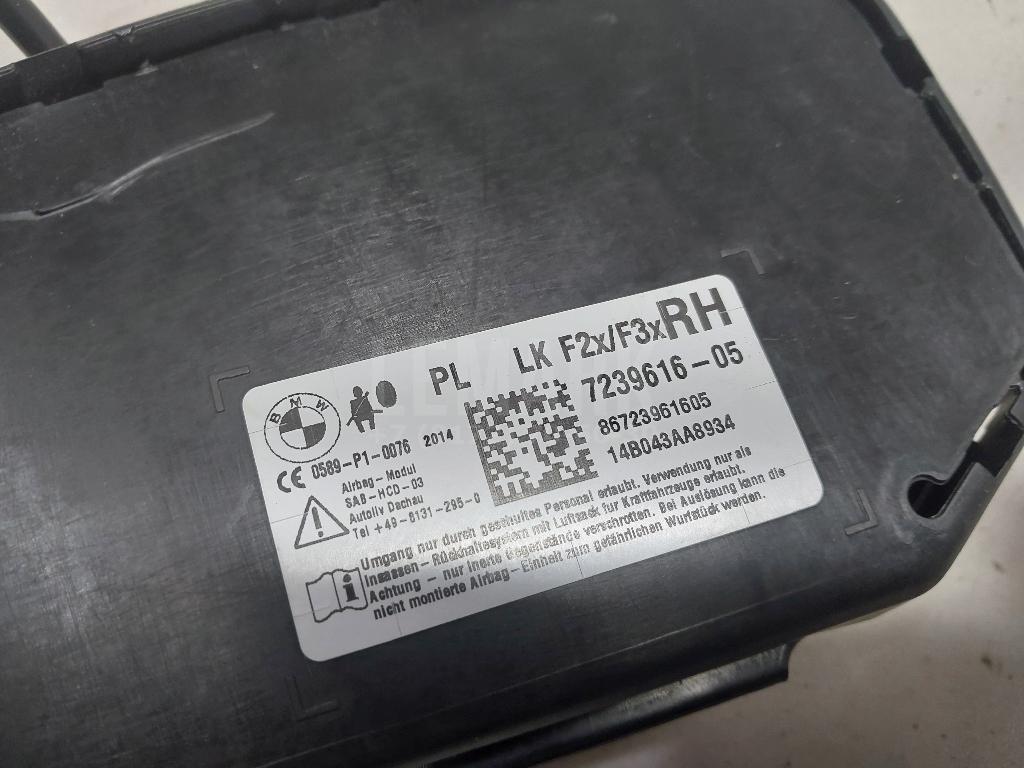 BMW
PL LK F2x/F3x RH
7239616-05
86723961605
14B043AA8934
CE 0589-P1-0076 2014
Airbag-Modul
SAB-HCD-03
Autoliv Dachau
Tel +49-8131-295-0
Umgang nur durch geschultes Personal erlaubt. Verwendung nur als
Insassen-Rückhaltesystem mit Luftsack für Kraftfahrzeuge erlaubt.
Achtung - nur inerte Gegenstände verschrotten. Bei Auslösung kann die
nicht montierte Airbag-Einheit zum gefährlichen Wurfstück werden.